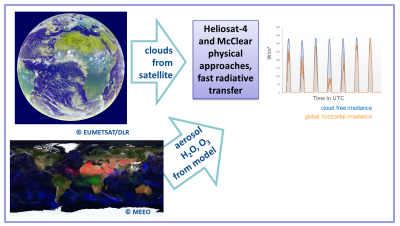 clouds
from
satellite
Heliosat-4
and McClear
physical
approaches,
fast radiative
transfer
W/m²
Time in UTC
cloud free irradiance
global horizontal irradiance
© EUMETSAT/DLR
aerosol
H₂O, O₃
from model
© MEEO